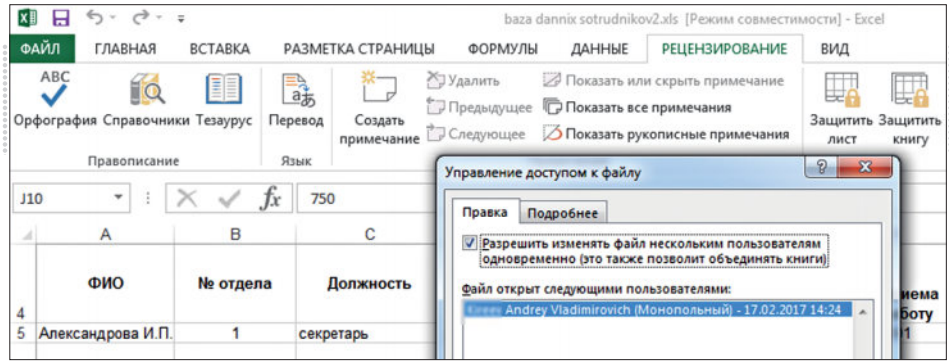 baza dannix sotrudnikov2.xls [Режим совместимости] - Excel
ФАЙЛ ГЛАВНАЯ ВСТАВКА РАЗМЕТКА СТРАНИЦЫ ФОРМУЛЫ ДАННЫЕ РЕЦЕНЗИРОВАНИЕ ВИД
ABC
Орфография Справочники Тезаурус
Правописание
Перевод
Язык
Создать примечание
Удалить
Предыдущее
Следующее
Показать или скрыть примечание
Показать все примечания
Показать рукописные примечания
Защитить лист
Защитить книгу
Управление доступом к файлу
J10 fx 750
Правка Подробнее
Разрешить изменять файл нескольким пользователям
одновременно (это также позволит объединять книги)
Файл открыт следующими пользователями:
Andrey Vladimirovich (Монопольный) - 17.02.2017 14:24
A B C
4 ФИО № отдела Должность
5 Александрова И.П. 1 секретарь